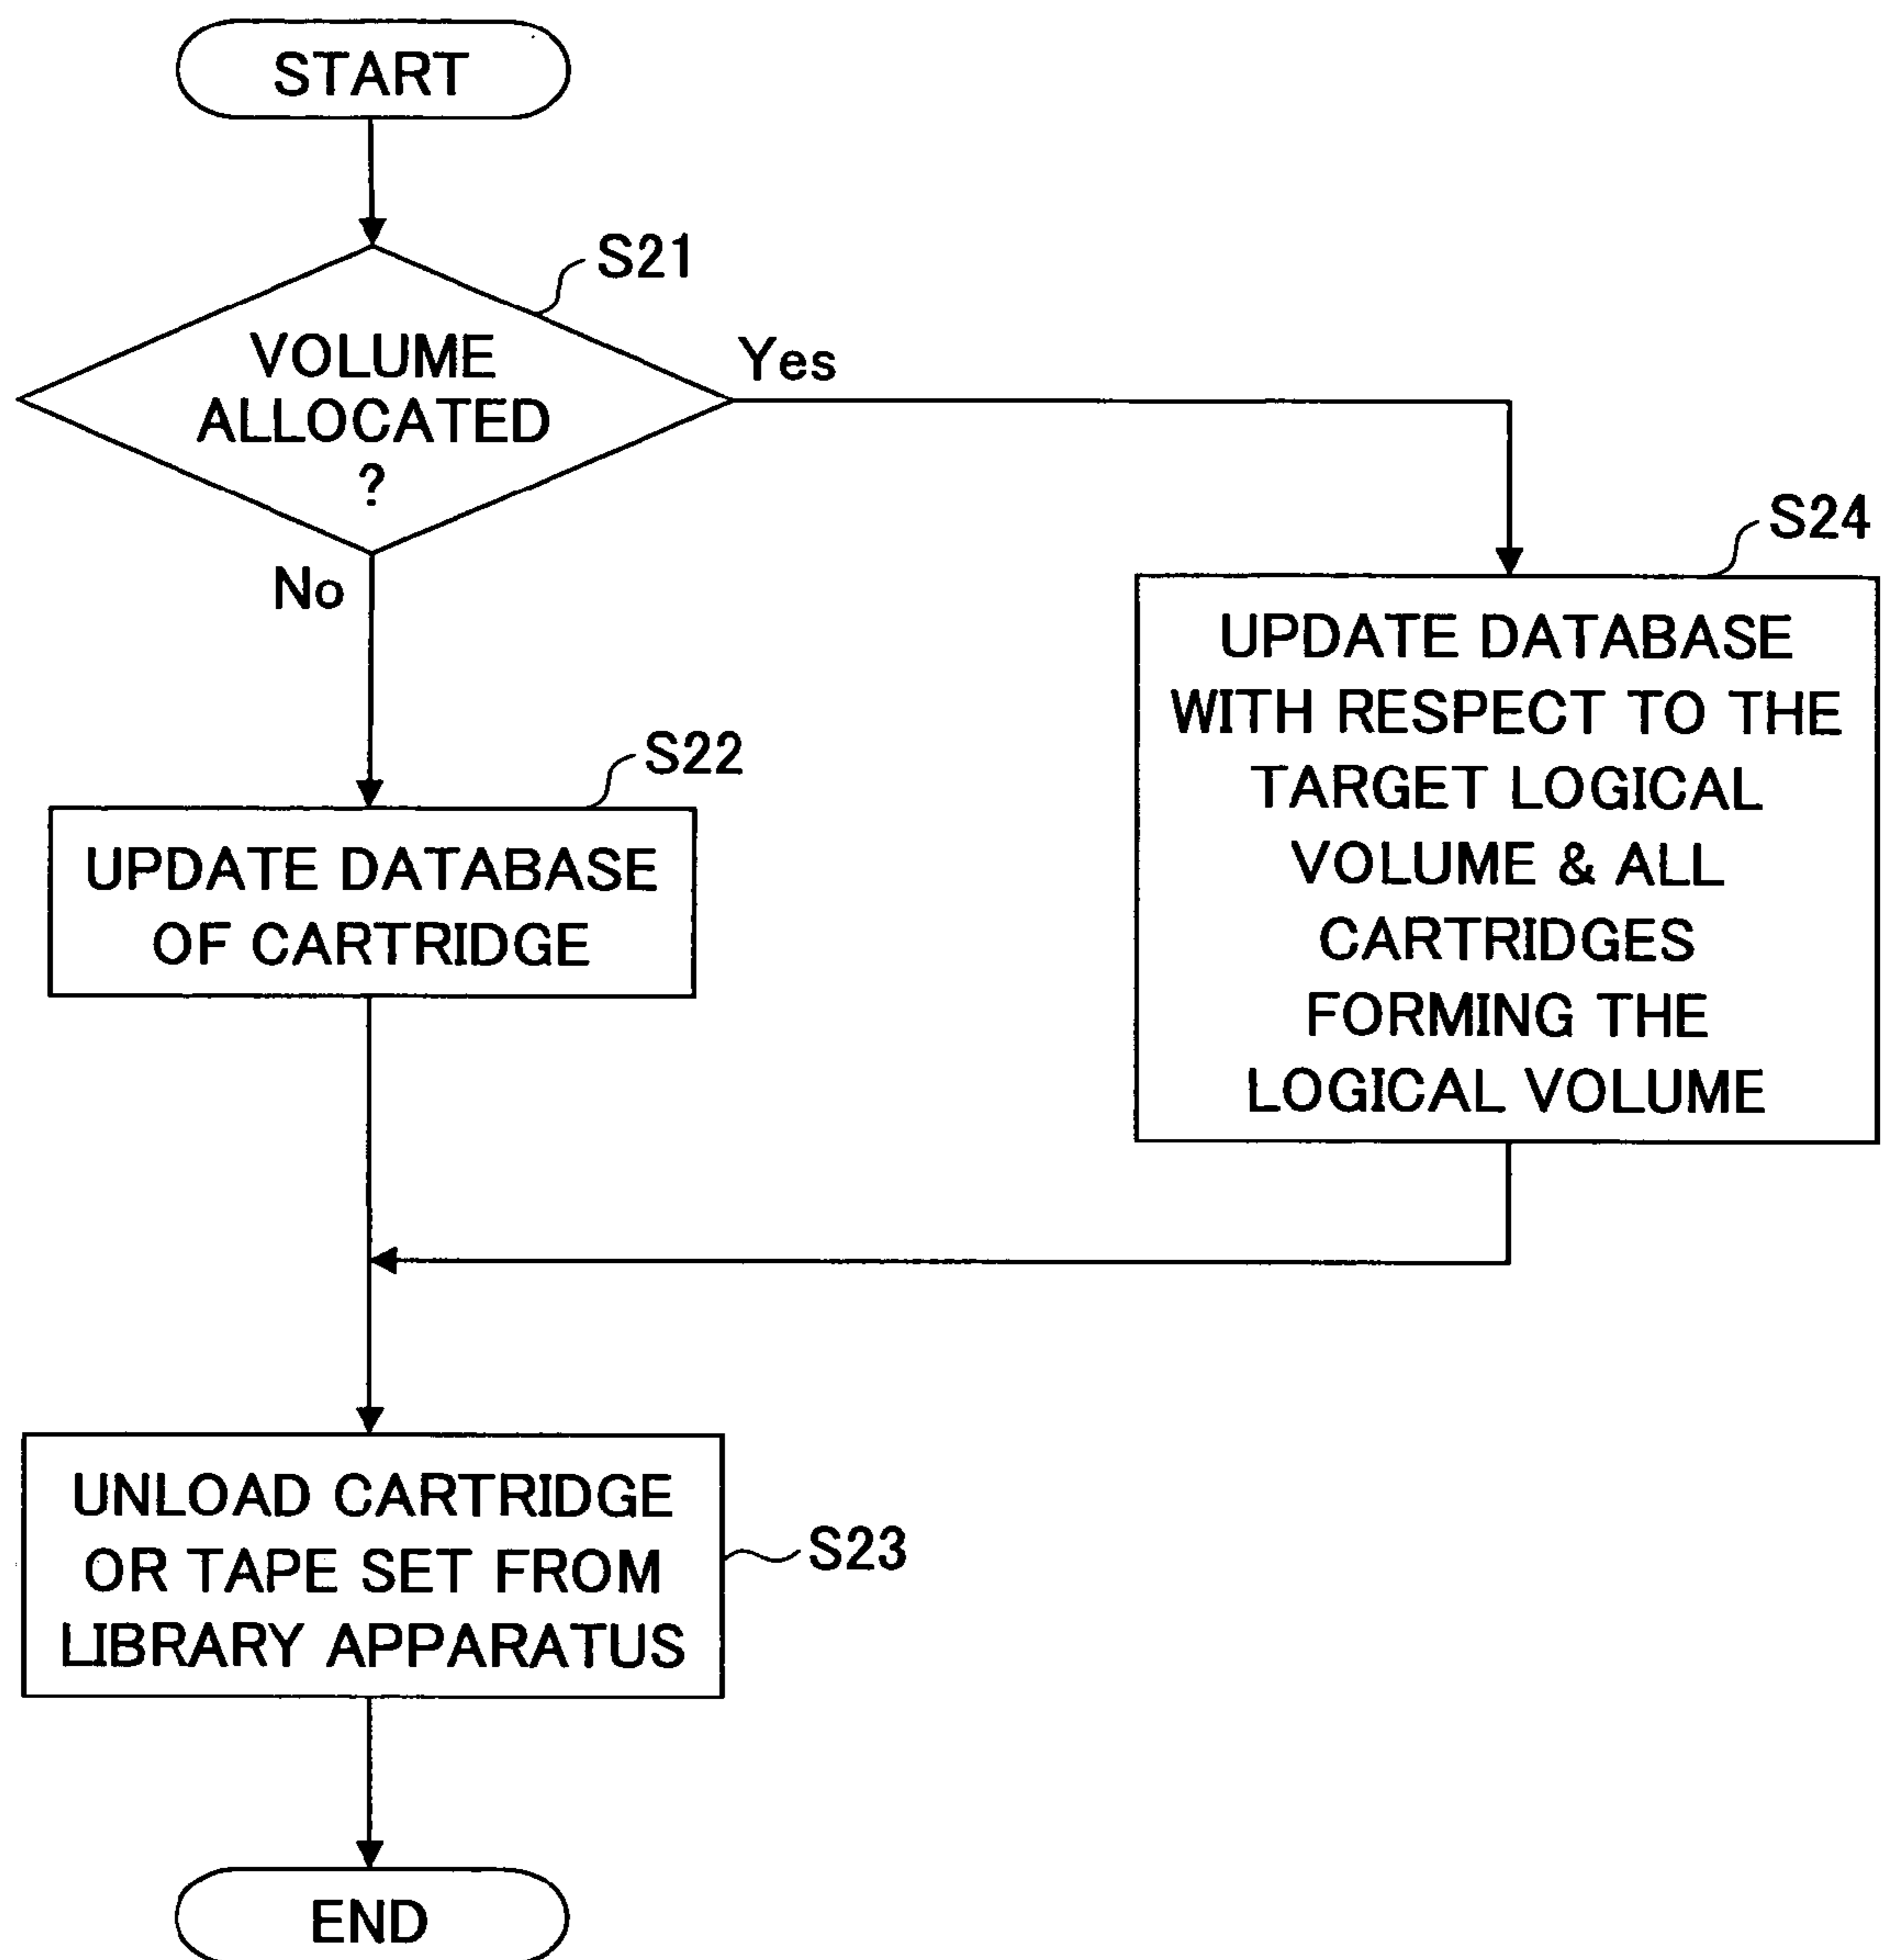 START
S21
VOLUME
ALLOCATED
?
Yes
No
S24
UPDATE DATABASE
WITH RESPECT TO THE
TARGET LOGICAL
VOLUME & ALL
CARTRIDGES
FORMING THE
LOGICAL VOLUME
S22
UPDATE DATABASE
OF CARTRIDGE
UNLOAD CARTRIDGE
OR TAPE SET FROM
LIBRARY APPARATUS
S23
END